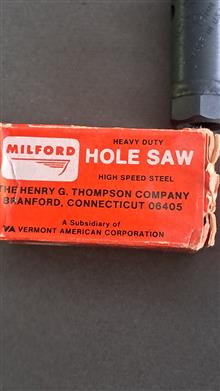 HEAVY DUTY
MILFORD
HOLE SAW
HIGH SPEED STEEL
THE HENRY G. THOMPSON COMPANY
BRANFORD, CONNECTICUT 06405
A Subsidiary of
VA VERMONT AMERICAN CORPORATION